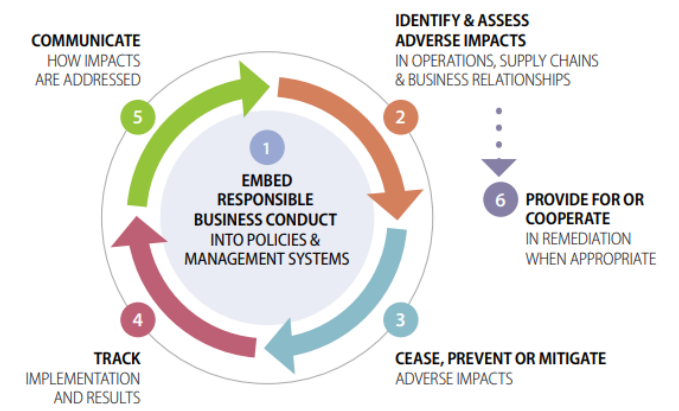 1
EMBED
RESPONSIBLE
BUSINESS CONDUCT
INTO POLICIES &
MANAGEMENT SYSTEMS
2
IDENTIFY & ASSESS
ADVERSE IMPACTS
IN OPERATIONS, SUPPLY CHAINS
& BUSINESS RELATIONSHIPS
3
CEASE, PREVENT OR MITIGATE
ADVERSE IMPACTS
4
TRACK
IMPLEMENTATION
AND RESULTS
5
COMMUNICATE
HOW IMPACTS
ARE ADDRESSED
6
PROVIDE FOR OR
COOPERATE
IN REMEDIATION
WHEN APPROPRIATE